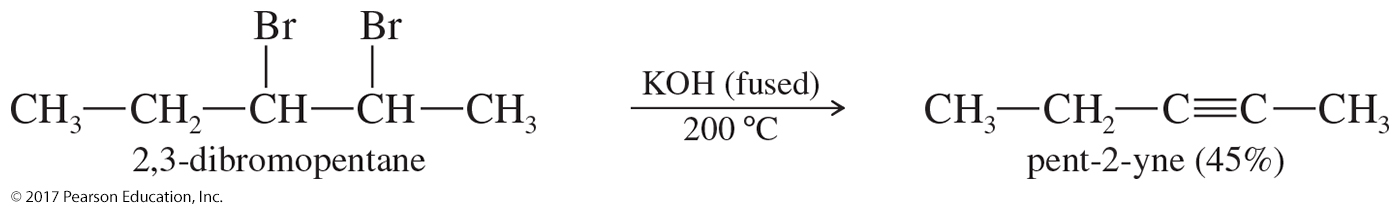 Br Br
CH₃—CH₂—CH—CH—CH₃
2,3-dibromopentane
KOH (fused)
200 °C
CH₃—CH₂—C≡C—CH₃
pent-2-yne (45%)
© 2017 Pearson Education, Inc.